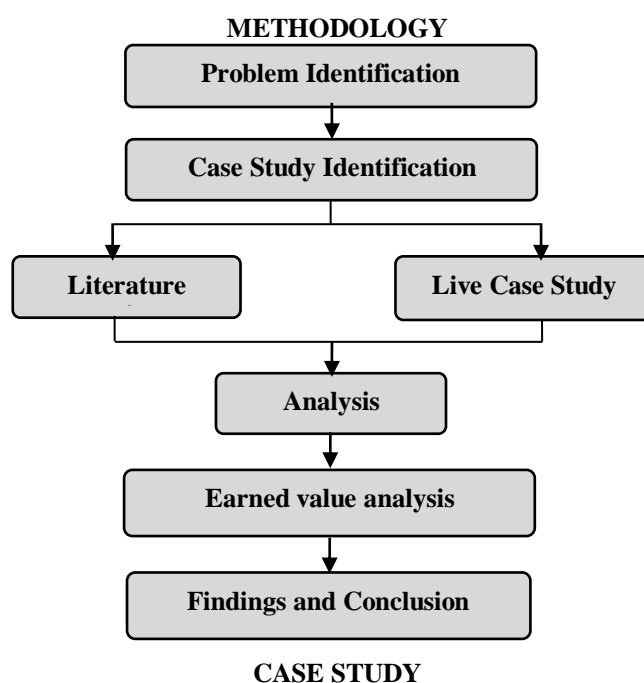 METHODOLOGY
Problem Identification
Case Study Identification
Literature
Live Case Study
Analysis
Earned value analysis
Findings and Conclusion
CASE STUDY